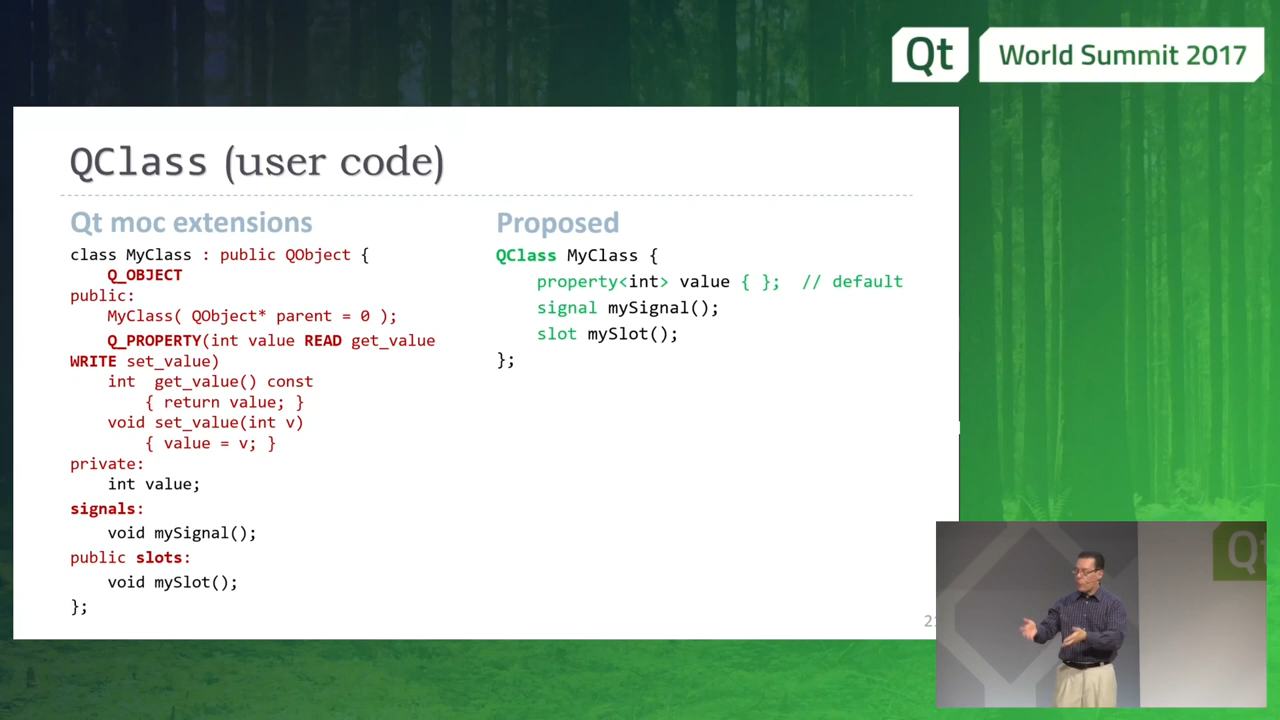 Qt World Summit 2017
QClass (user code)
Qt moc extensions
class MyClass : public QObject {
Q_OBJECT
public:
MyClass( QObject* parent = 0 );
Q_PROPERTY(int value READ get_value
WRITE set_value)
int get_value() const
{ return value; }
void set_value(int v)
{ value = v; }
private:
int value;
signals:
void mySignal();
public slots:
void mySlot();
};
Proposed
QClass MyClass {
property<int> value { }; // default
signal mySignal();
slot mySlot();
};
Qt